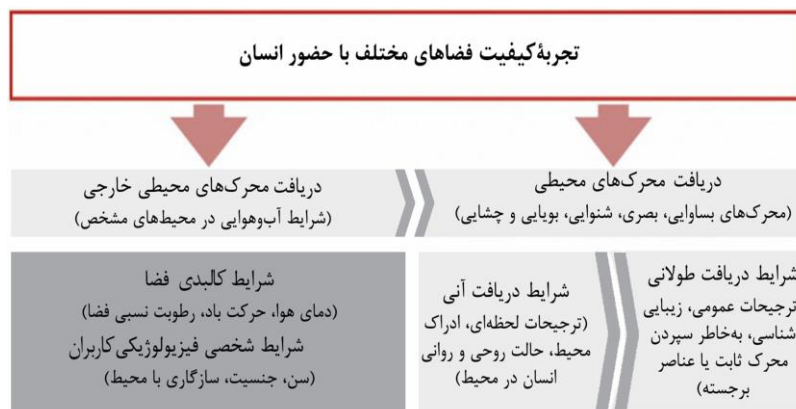 تجربهٔ کیفیت فضاهای مختلف با حضور انسان
دریافت محرک‌های محیطی
(محرک‌های بساوایی، بصری، شنوایی، بویایی و چشایی)
دریافت محرک‌های محیطی خارجی
(شرایط آب‌وهوایی در محیط‌های مشخص)
شرایط دریافت طولانی
ترجیحات عمومی، زیبایی
شناسی، به‌خاطر سپردن
محرک ثابت یا عناصر
برجسته)
شرایط دریافت آنی
(ترجیحات لحظه‌ای، ادراک
محیط، حالت روحی و روانی
انسان در محیط)
شرایط کالبدی فضا
(دمای هوا، حرکت باد، رطوبت نسبی فضا)
شرایط شخصی فیزیولوژیکی کاربران
(سن، جنسیت، سازگاری با محیط)